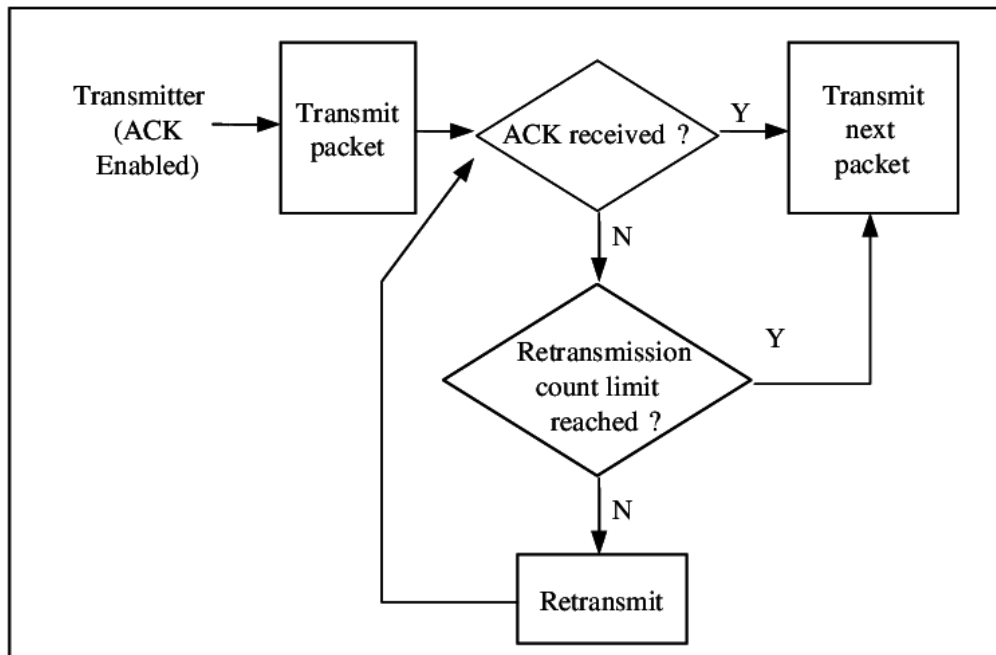 Transmitter
(ACK
Enabled)
Transmit
packet
ACK received ?
Y
Transmit
next
packet
N
Retransmission
count limit
reached ?
Y
N
Retransmit